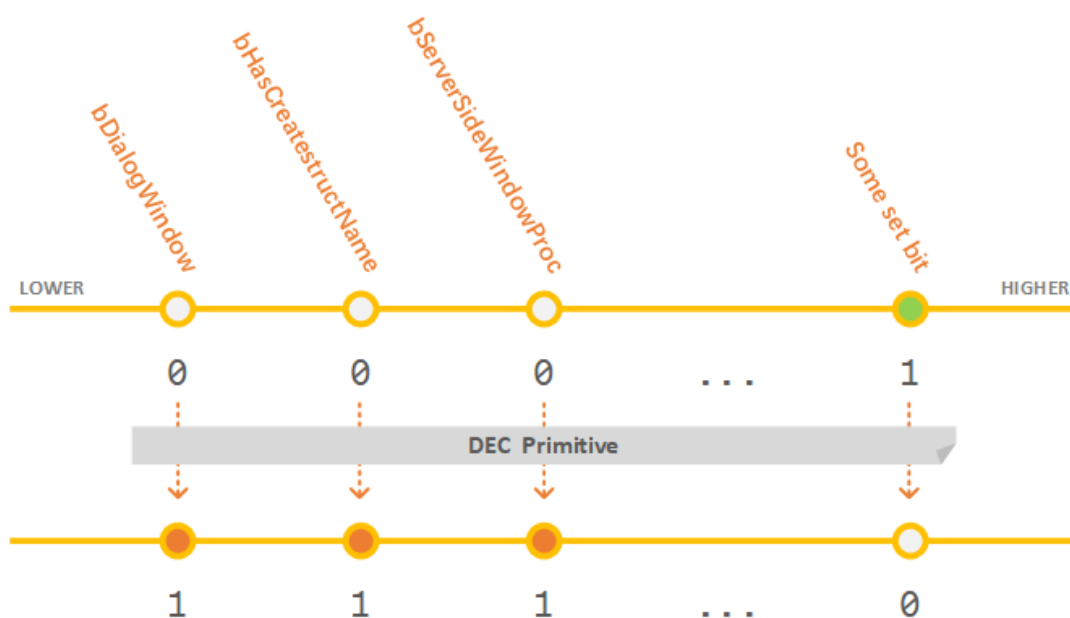 bDialogWindow
bHasCreatestructName
bServerSideWindowProc
Some set bit
LOWER
HIGHER
0 0 0 ... 1
DEC Primitive
1 1 1 ... 0